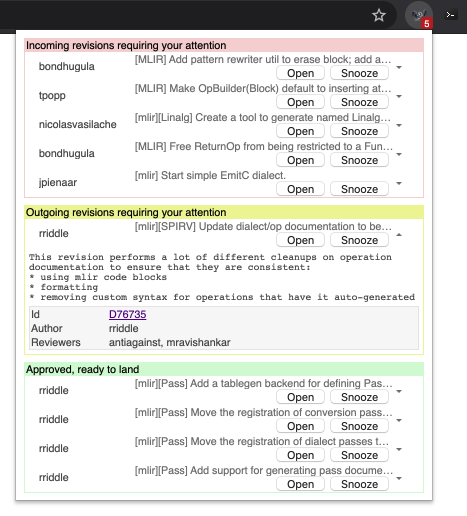 5
Incoming revisions requiring your attention
bondhugula [MLIR] Add pattern rewriter util to erase block; add a...
Open Snooze
tpopp [MLIR] Make OpBuilder(Block) default to inserting at...
Open Snooze
nicolasvasilache [mlir][Linalg] Create a tool to generate named Linalg...
Open Snooze
bondhugula [MLIR] Free ReturnOp from being restricted to a Fun...
Open Snooze
jpienaar [mlir] Start simple EmitC dialect.
Open Snooze
Outgoing revisions requiring your attention
rriddle [mlir][SPIRV] Update dialect/op documentation to be...
Open Snooze
This revision performs a lot of different cleanups on operation
documentation to ensure that they are consistent:
* using mlir code blocks
* formatting
* removing custom syntax for operations that have it auto-generated
Id D76735
Author rriddle
Reviewers antiagainst, mravishankar
Approved, ready to land
rriddle [mlir][Pass] Add a tablegen backend for defining Pas...
Open Snooze
rriddle [mlir][Pass] Move the registration of conversion pass...
Open Snooze
rriddle [mlir][Pass] Move the registration of dialect passes t...
Open Snooze
rriddle [mlir][Pass] Add support for generating pass docume...
Open Snooze